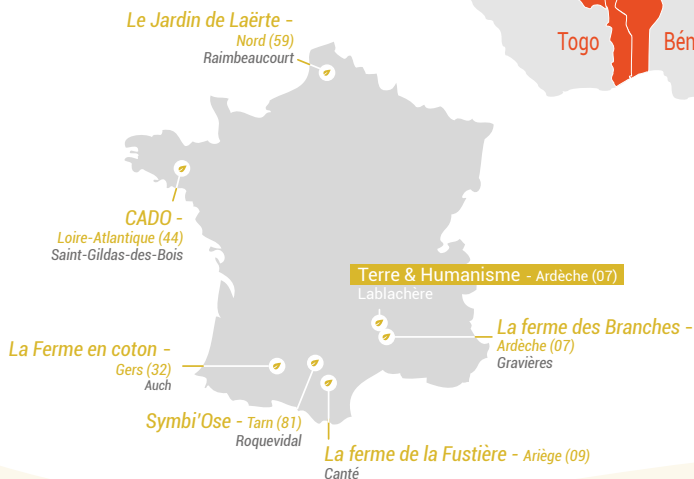 Le Jardin de Laërte -
Nord (59)
Raimbeaucourt
Togo
CADO -
Loire-Atlantique (44)
Saint-Gildas-des-Bois
Terre & Humanisme - Ardèche (07)
Lablachère
La ferme des Branches -
Ardèche (07)
Gravières
La Ferme en coton -
Gers (32)
Auch
Symbi'Ose - Tarn (81)
Roquevidal
La ferme de la Fustière - Ariège (09)
Canté